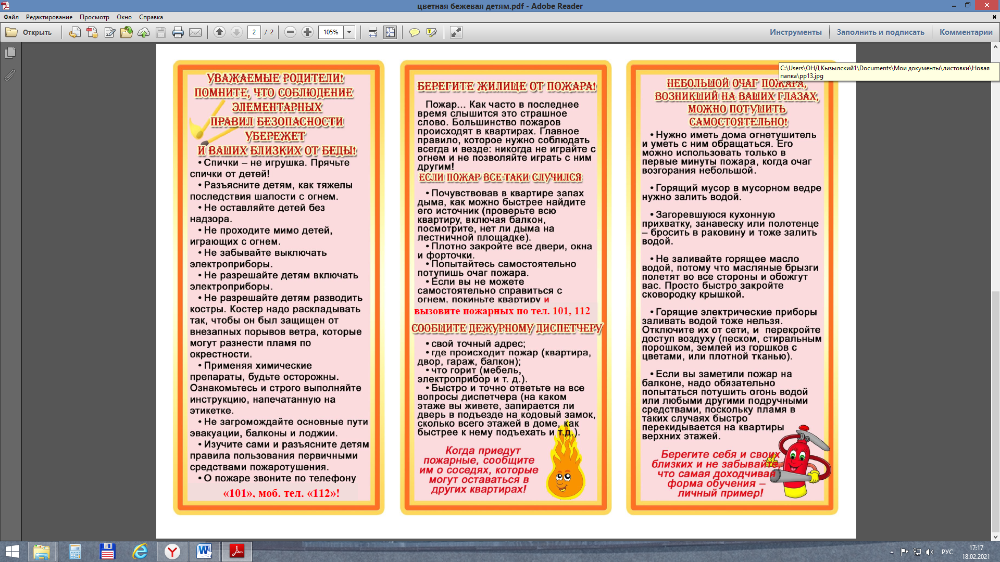 цветная бежевая детям.pdf - Adobe Reader
Файл Редактирование Просмотр Окно Справка
Открыть 2 / 2 105% Инструменты Заполнить и подписать Комментарии
C:\Users\ОНД Кызылский1\Documents\Мои документы\листовки\Новая
папка\pp13.jpg
УВАЖАЕМЫЕ РОДИТЕЛИ!
ПОМНИТЕ, ЧТО СОБЛЮДЕНИЕ
ЭЛЕМЕНТАРНЫХ
ПРАВИЛ БЕЗОПАСНОСТИ
УБЕРЕЖЕТ
И ВАШИХ БЛИЗКИХ ОТ БЕДЫ!
• Спички – не игрушка. Прячьте
спички от детей!
• Разъясните детям, как тяжелы
последствия шалости с огнем.
• Не оставляйте детей без
надзора.
• Не проходите мимо детей,
играющих с огнем.
• Не забывайте выключать
электроприборы.
• Не разрешайте детям включать
электроприборы.
• Не разрешайте детям разводить
костры. Костер надо раскладывать
так, чтобы он был защищен от
внезапных порывов ветра, которые
могут разнести пламя по
окрестности.
• Применяя химические
препараты, будьте осторожны.
Ознакомьтесь и строго выполняйте
инструкцию, напечатанную на
этикетке.
• Не загромождайте основные пути
эвакуации, балконы и лоджии.
• Изучите сами и разъясните детям
правила пользования первичными
средствами пожаротушения.
• О пожаре звоните по телефону
«101», моб. тел. «112»!
БЕРЕГИТЕ ЖИЛИЩЕ ОТ ПОЖАРА!
Пожар... Как часто в последнее
время слышится это страшное
слово. Большинство пожаров
происходят в квартирах. Главное
правило, которое нужно соблюдать
всегда и везде: никогда не играйте с
огнем и не позволяйте играть с ним
другим!
ЕСЛИ ПОЖАР ВСЕ-ТАКИ СЛУЧИЛСЯ
• Почувствовав в квартире запах
дыма, как можно быстрее найдите
его источник (проверьте всю
квартиру, включая балкон,
посмотрите, нет ли дыма на
лестничной площадке).
• Плотно закройте все двери, окна
и форточки.
• Попытайтесь самостоятельно
потупишь очаг пожара.
• Если вы не можете
самостоятельно справиться с
огнем, покиньте квартиру и
вызовите пожарных по тел. 101, 112
СООБЩИТЕ ДЕЖУРНОМУ ДИСПЕТЧЕРУ
• свой точный адрес;
• где происходит пожар (квартира,
двор, гараж, балкон);
• что горит (мебель,
электроприбор и т. д.).
• Быстро и точно ответьте на все
вопросы диспетчера (на каком
этаже вы живете, запирается ли
дверь в подъезде на кодовый замок,
сколько всего этажей в доме, как
быстрее к нему подъехать и т.д.).
Когда приедут
пожарные, сообщите
им о соседях, которые
могут оставаться в
других квартирах!
НЕБОЛЬШОЙ ОЧАГ ПОЖАРА,
ВОЗНИКШИЙ НА ВАШИХ ГЛАЗАХ,
МОЖНО ПОТУШИТЬ
САМОСТОЯТЕЛЬНО!
• Нужно иметь дома огнетушитель
и уметь с ним обращаться. Его
можно использовать только в
первые минуты пожара, когда очаг
возгорания небольшой.
• Горящий мусор в мусорном ведре
нужно залить водой.
• Загоревшуюся кухонную
прихватку, занавеску или полотенце
– бросить в раковину и тоже залить
водой.
• Не заливайте горящее масло
водой, потому что масляные брызги
полетят во все стороны и обожгут
вас. Просто быстро закройте
сковородку крышкой.
• Горящие электрические приборы
заливать водой тоже нельзя.
Отключите их от сети, и перекройте
доступ воздуху (песком, стиральным
порошком, землей из горшков с
цветами, или плотной тканью).
• Если вы заметили пожар на
балконе, надо обязательно
попытаться потушить огонь водой
или любыми другими подручными
средствами, поскольку пламя в
таких случаях быстро
перекидывается на квартиры
верхних этажей.
Берегите себя и своих
близких и не забывайте,
что самая доходчивая
форма обучения –
личный пример!
РУС 17:17
18.02.2021